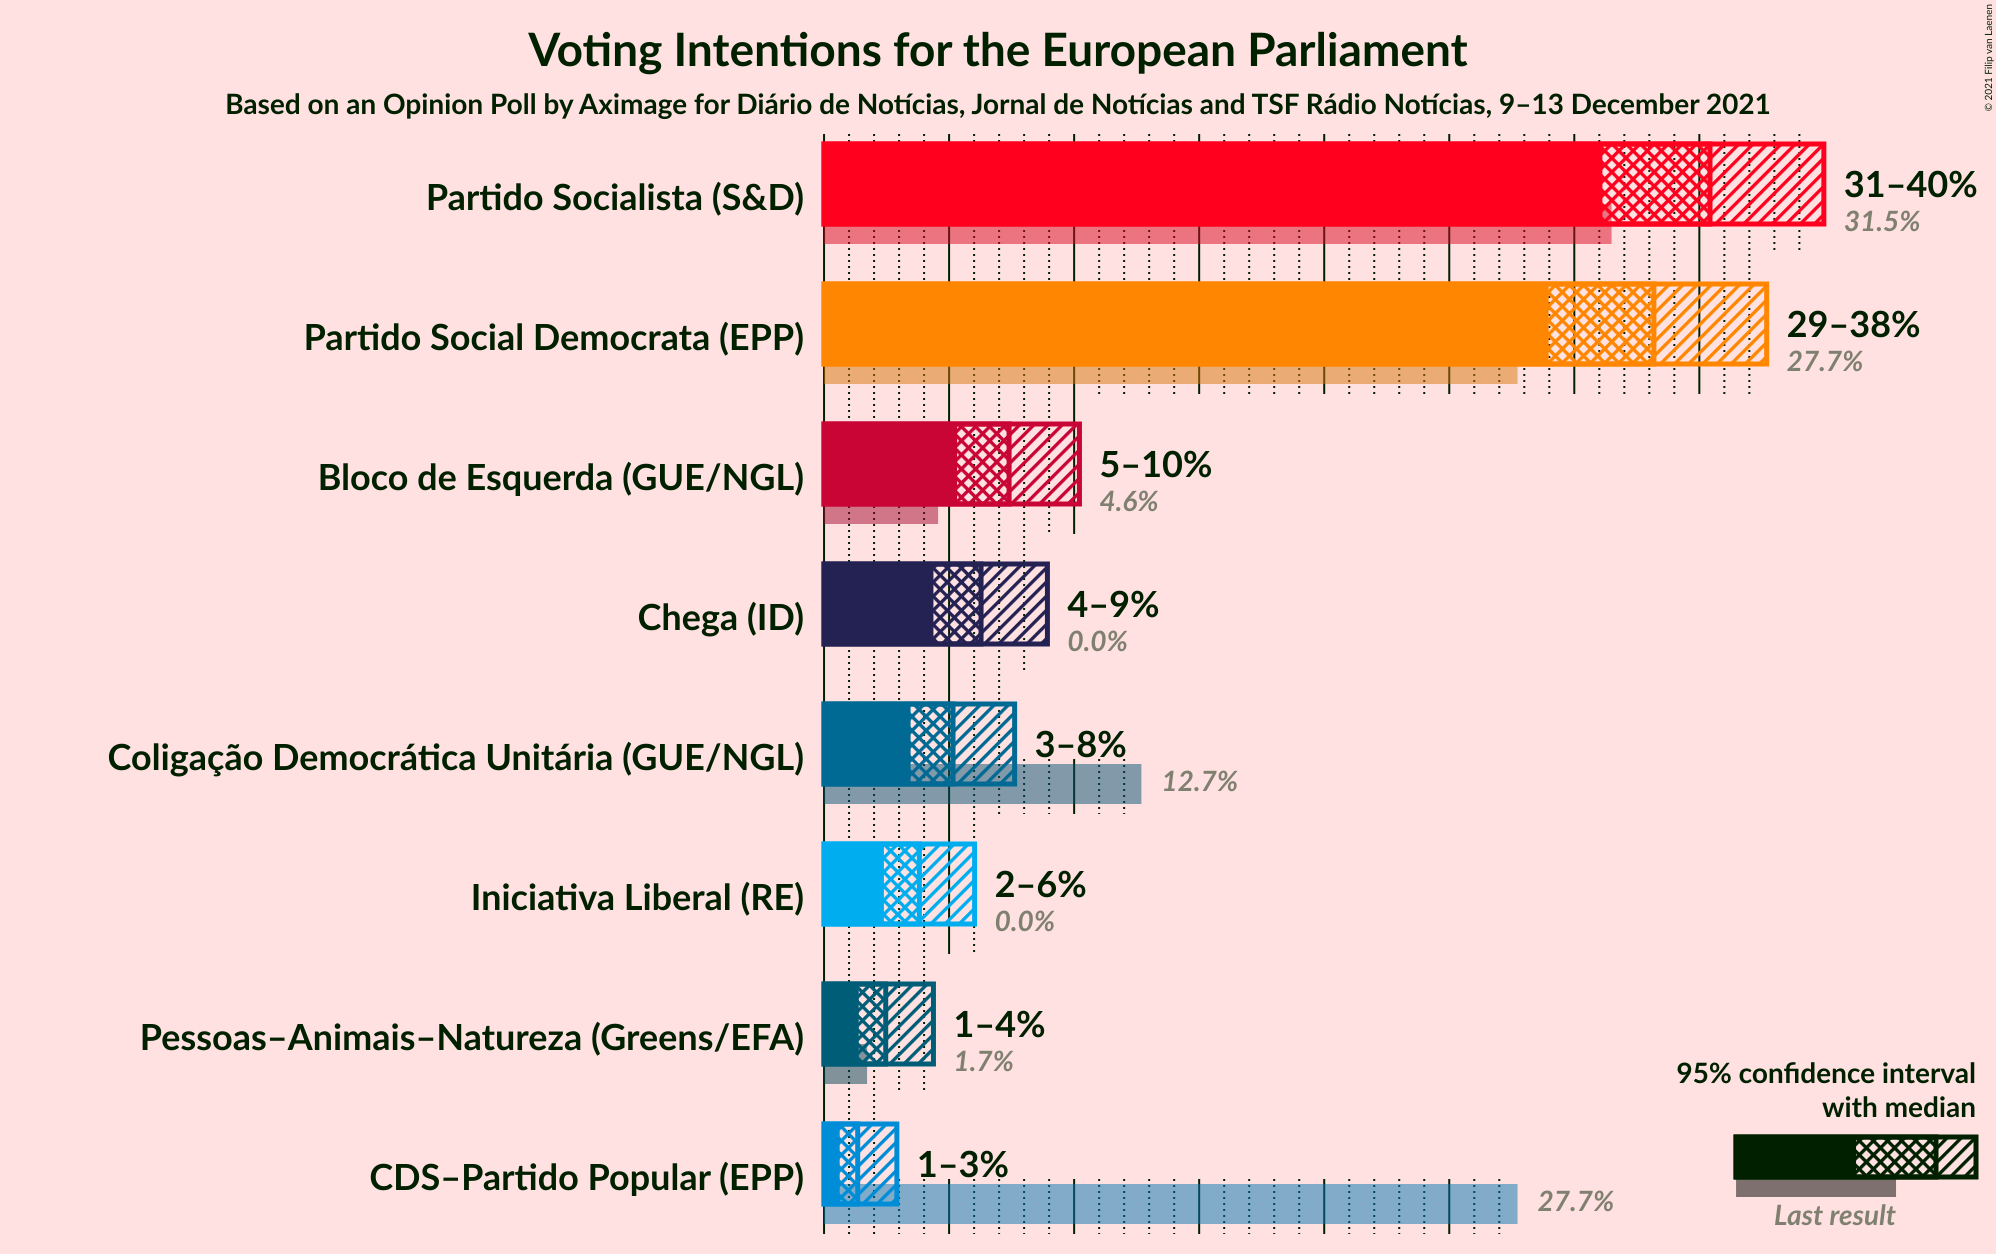 Voting Intentions for the European Parliament
Based on an Opinion Poll by Aximage for Diário de Notícias, Jornal de Notícias and TSF Rádio Notícias, 9–13 December 2021
© 2021 Filip van Laenen
Partido Socialista (S&D)
31–40%
31.5%
Partido Social Democrata (EPP)
29–38%
27.7%
Bloco de Esquerda (GUE/NGL)
5–10%
4.6%
Chega (ID)
4–9%
0.0%
Coligação Democrática Unitária (GUE/NGL)
3–8%
12.7%
Iniciativa Liberal (RE)
2–6%
0.0%
Pessoas–Animais–Natureza (Greens/EFA)
1–4%
1.7%
CDS–Partido Popular (EPP)
1–3%
27.7%
95% confidence interval
with median
Last result